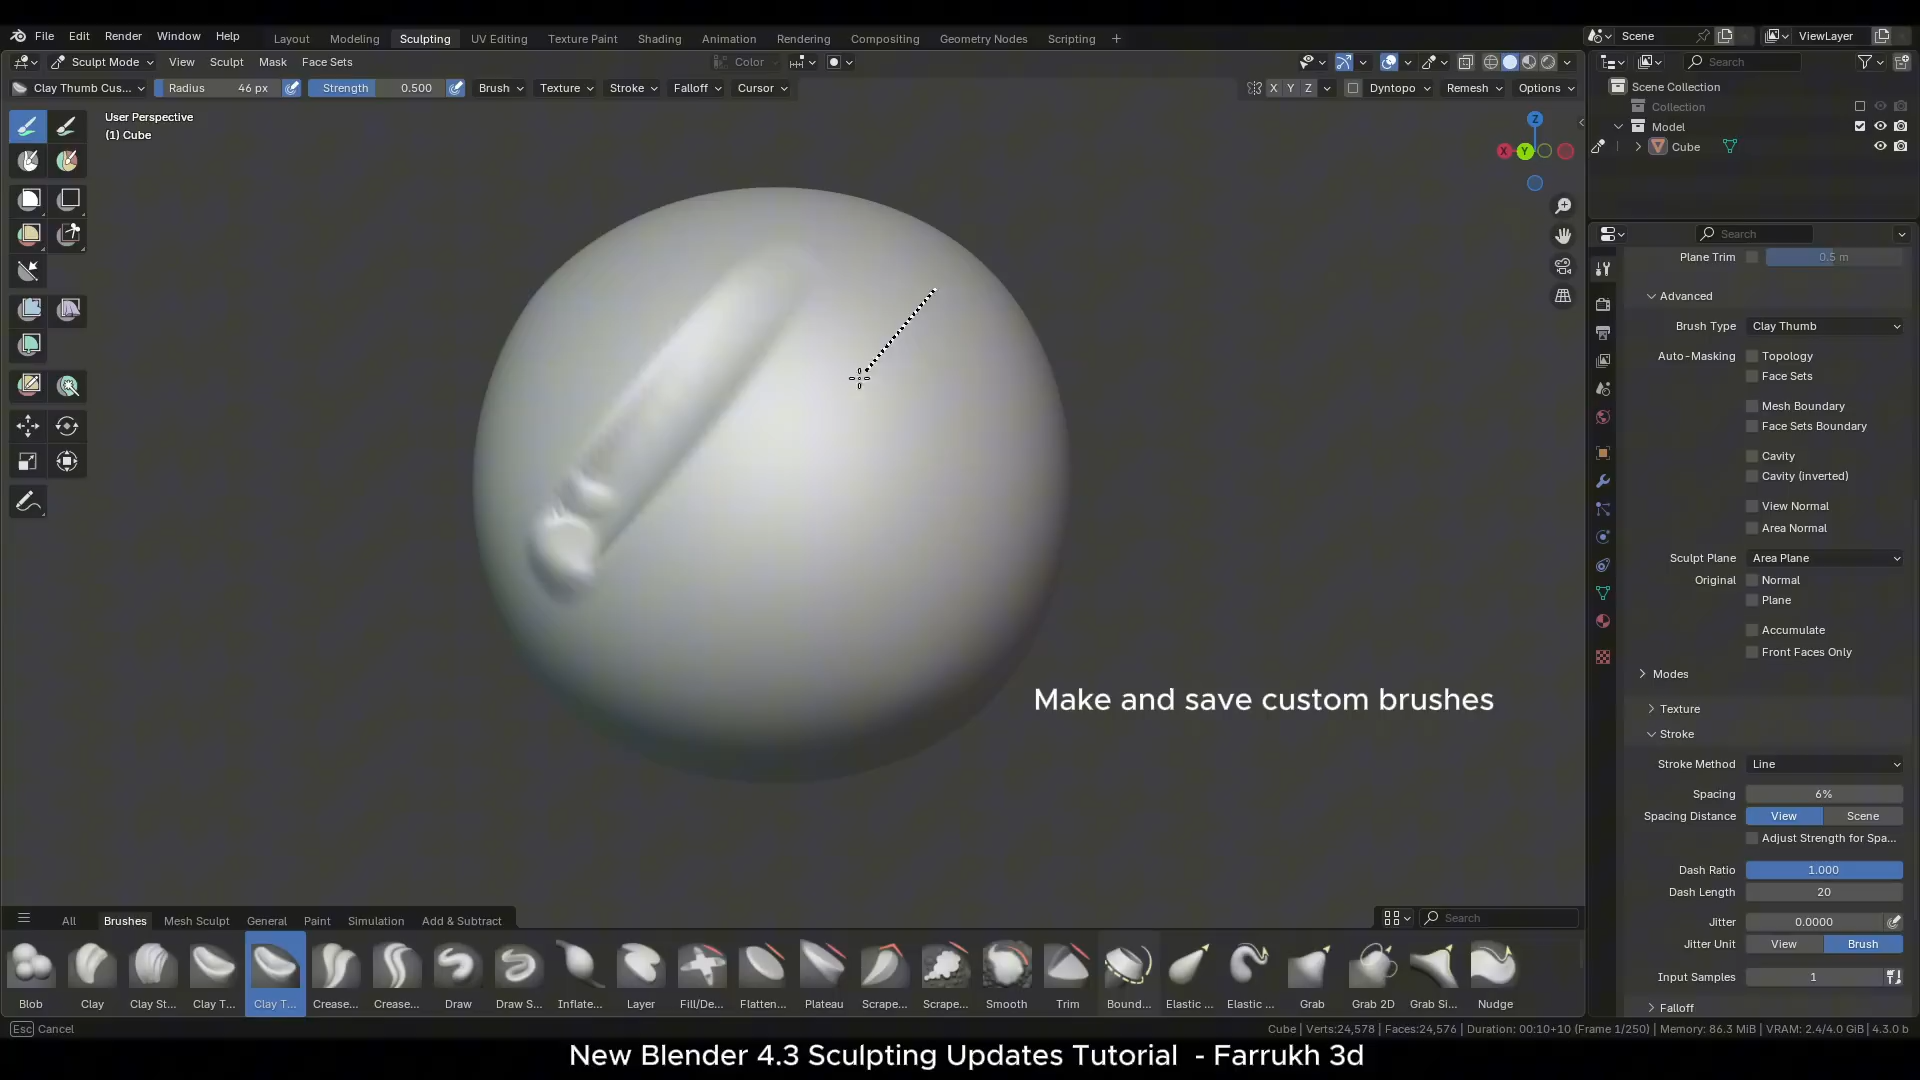 File Edit Render Window Help Layout Modeling Sculpting UV Editing Texture Paint Shading Animation Rendering Compositing Geometry Nodes Scripting + Scene ViewLayer
Sculpt Mode View Sculpt Mask Face Sets Color Search
Clay Thumb Cus... Radius 46 px Strength 0.500 Brush Texture Stroke Falloff Cursor X Y Z Dyntopo Remesh Options
Scene Collection
Collection
Model
Cube
User Perspective
(1) Cube
Z
X Y
Search
Plane Trim 0.5 m
Advanced
Brush Type Clay Thumb
Auto-Masking Topology
Face Sets
Mesh Boundary
Face Sets Boundary
Cavity
Cavity (inverted)
View Normal
Area Normal
Sculpt Plane Area Plane
Original Normal
Plane
Accumulate
Front Faces Only
Modes
Texture
Stroke
Stroke Method Line
Spacing 6%
Spacing Distance View Scene
Adjust Strength for Spa...
Dash Ratio 1.000
Dash Length 20
Jitter 0.0000
Jitter Unit View Brush
Input Samples 1
Falloff
Make and save custom brushes
All Brushes Mesh Sculpt General Paint Simulation Add & Subtract Search
Blob Clay Clay St... Clay T... Clay T... Crease... Crease... Draw Draw S... Inflate... Layer Fill/De... Flatten... Plateau Scrape... Scrape... Smooth Trim Bound... Elastic ... Elastic ... Grab Grab 2D Grab Si... Nudge
Esc Cancel Cube | Verts:24,578 | Faces:24,576 | Duration: 00:10+10 (Frame 1/250) | Memory: 86.3 MiB | VRAM: 2.4/4.0 GiB | 4.3.0 b
New Blender 4.3 Sculpting Updates Tutorial - Farrukh 3d